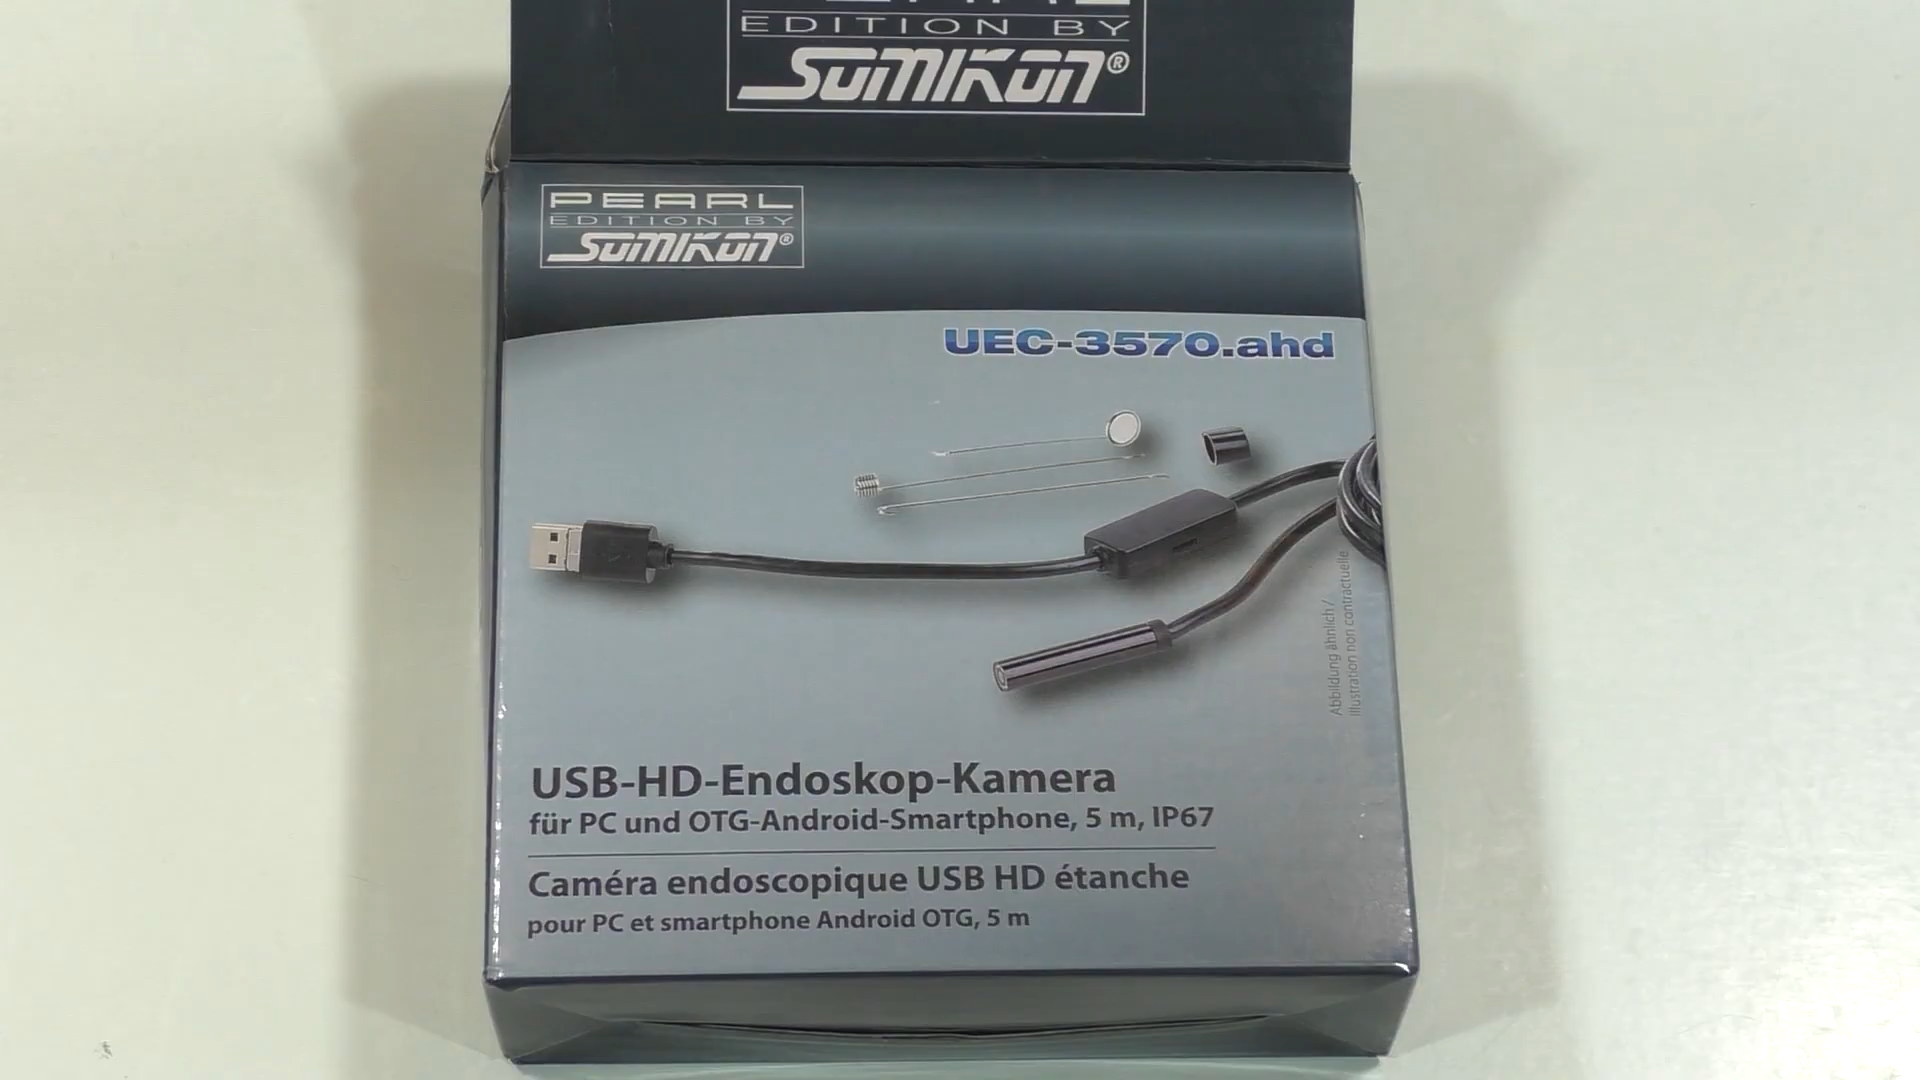 EDITION BY
SOMIKON®
PEARL
EDITION BY
SOMIKON®
UEC-3570.ahd
Abbildung ähnlich /
illustration non contractuelle
USB-HD-Endoskop-Kamera
für PC und OTG-Android-Smartphone, 5 m, IP67
Caméra endoscopique USB HD étanche
pour PC et smartphone Android OTG, 5 m